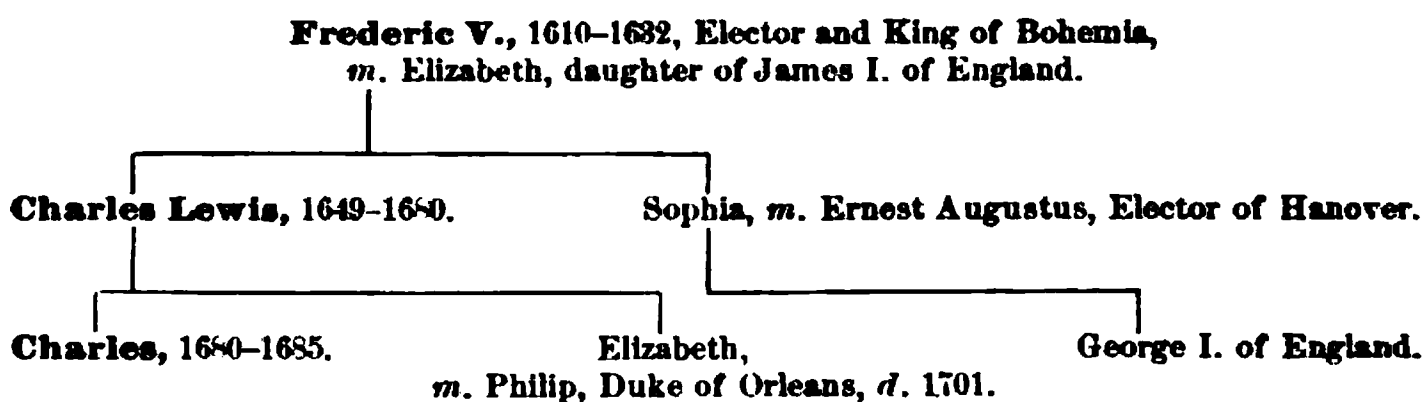 Frederic V., 1610–1632, Elector and King of Bohemia,
m. Elizabeth, daughter of James I. of England.
Charles Lewis, 1649–1680. Sophia, m. Ernest Augustus, Elector of Hanover.
Charles, 1680–1685. Elizabeth, George I. of England.
m. Philip, Duke of Orleans, d. 1701.